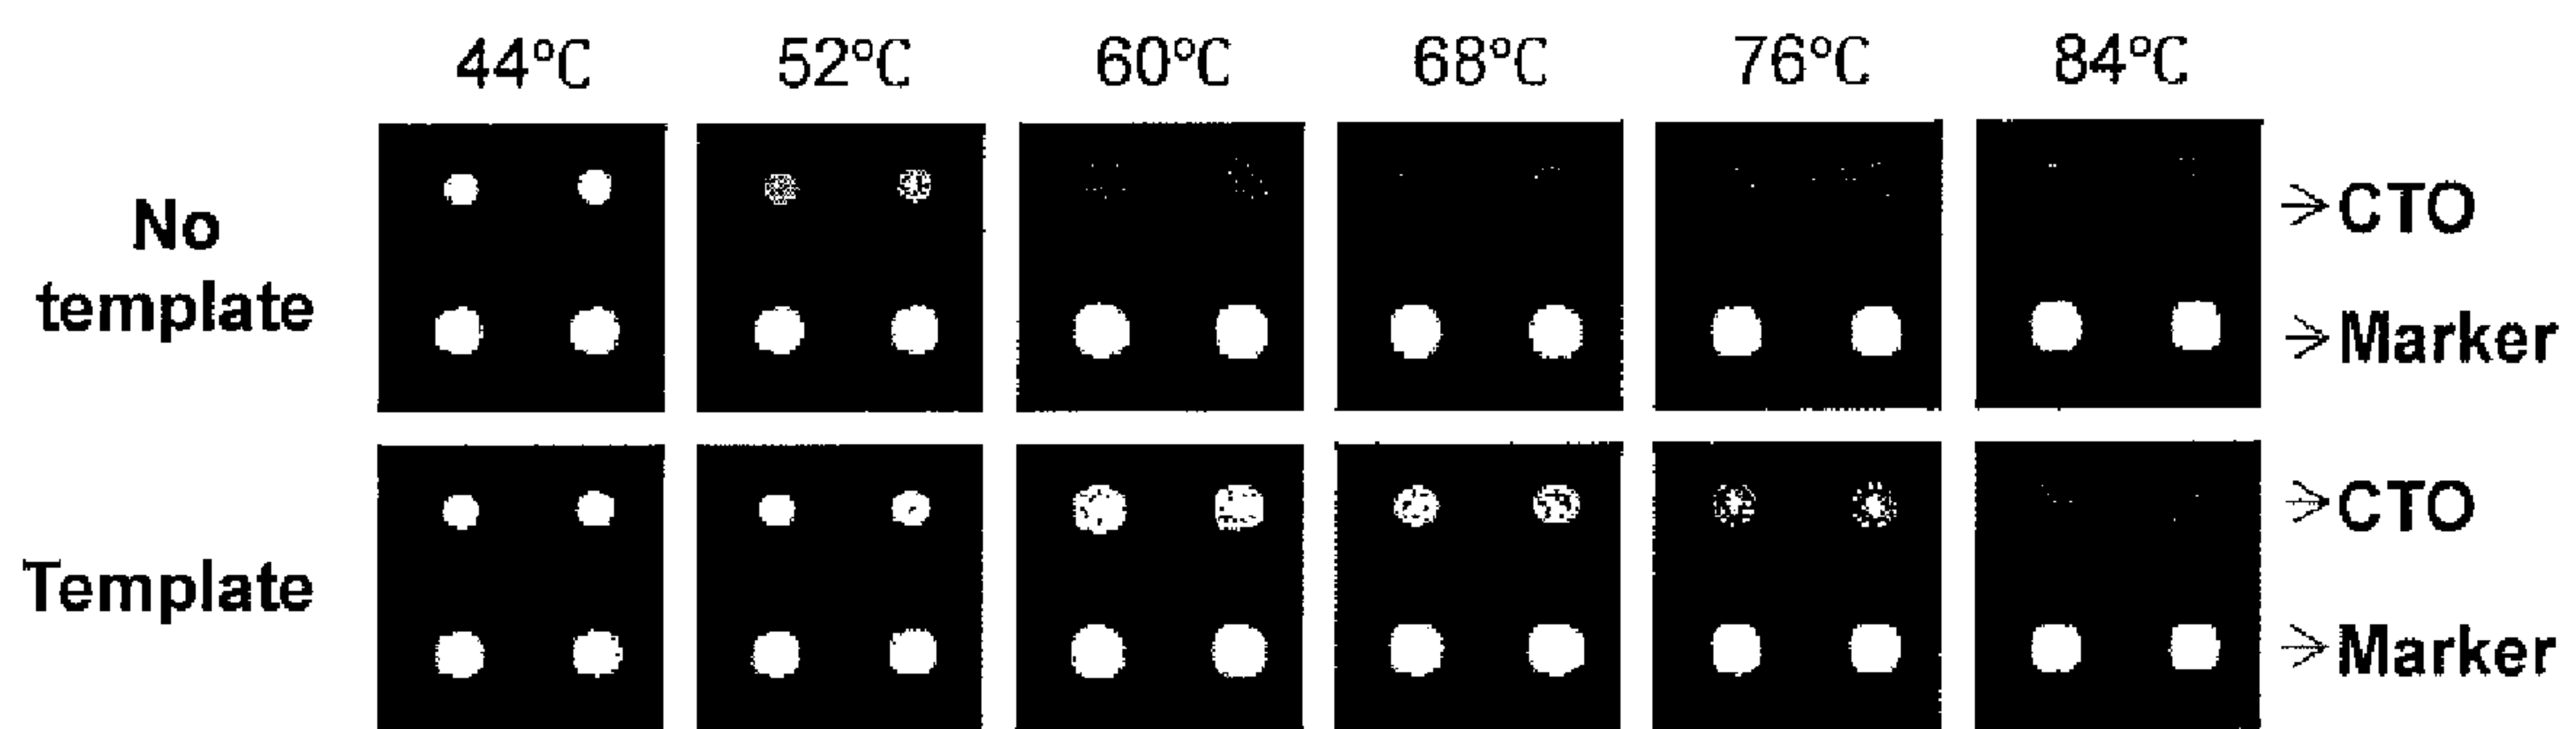 44°C 52°C 60°C 68°C 76°C 84°C
No
template
→CTO
→Marker
Template
→CTO
→Marker